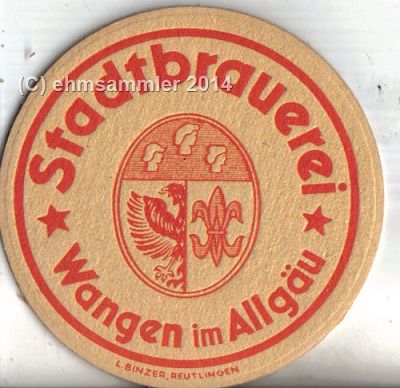 (C) ehmsammler 2014
Stadtbrauerei
Wangen im Allgäu
L. BINZER, REUTLINGEN